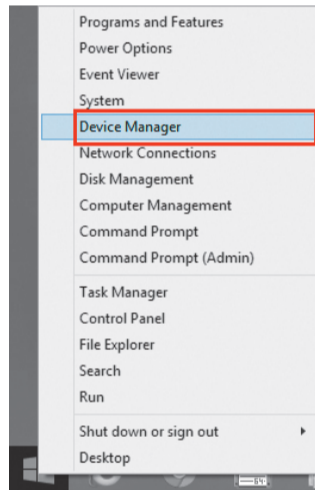 Programs and Features
Power Options
Event Viewer
System
Device Manager
Network Connections
Disk Management
Computer Management
Command Prompt
Command Prompt (Admin)
Task Manager
Control Panel
File Explorer
Search
Run
Shut down or sign out
Desktop